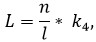 L = n/l * k₄,